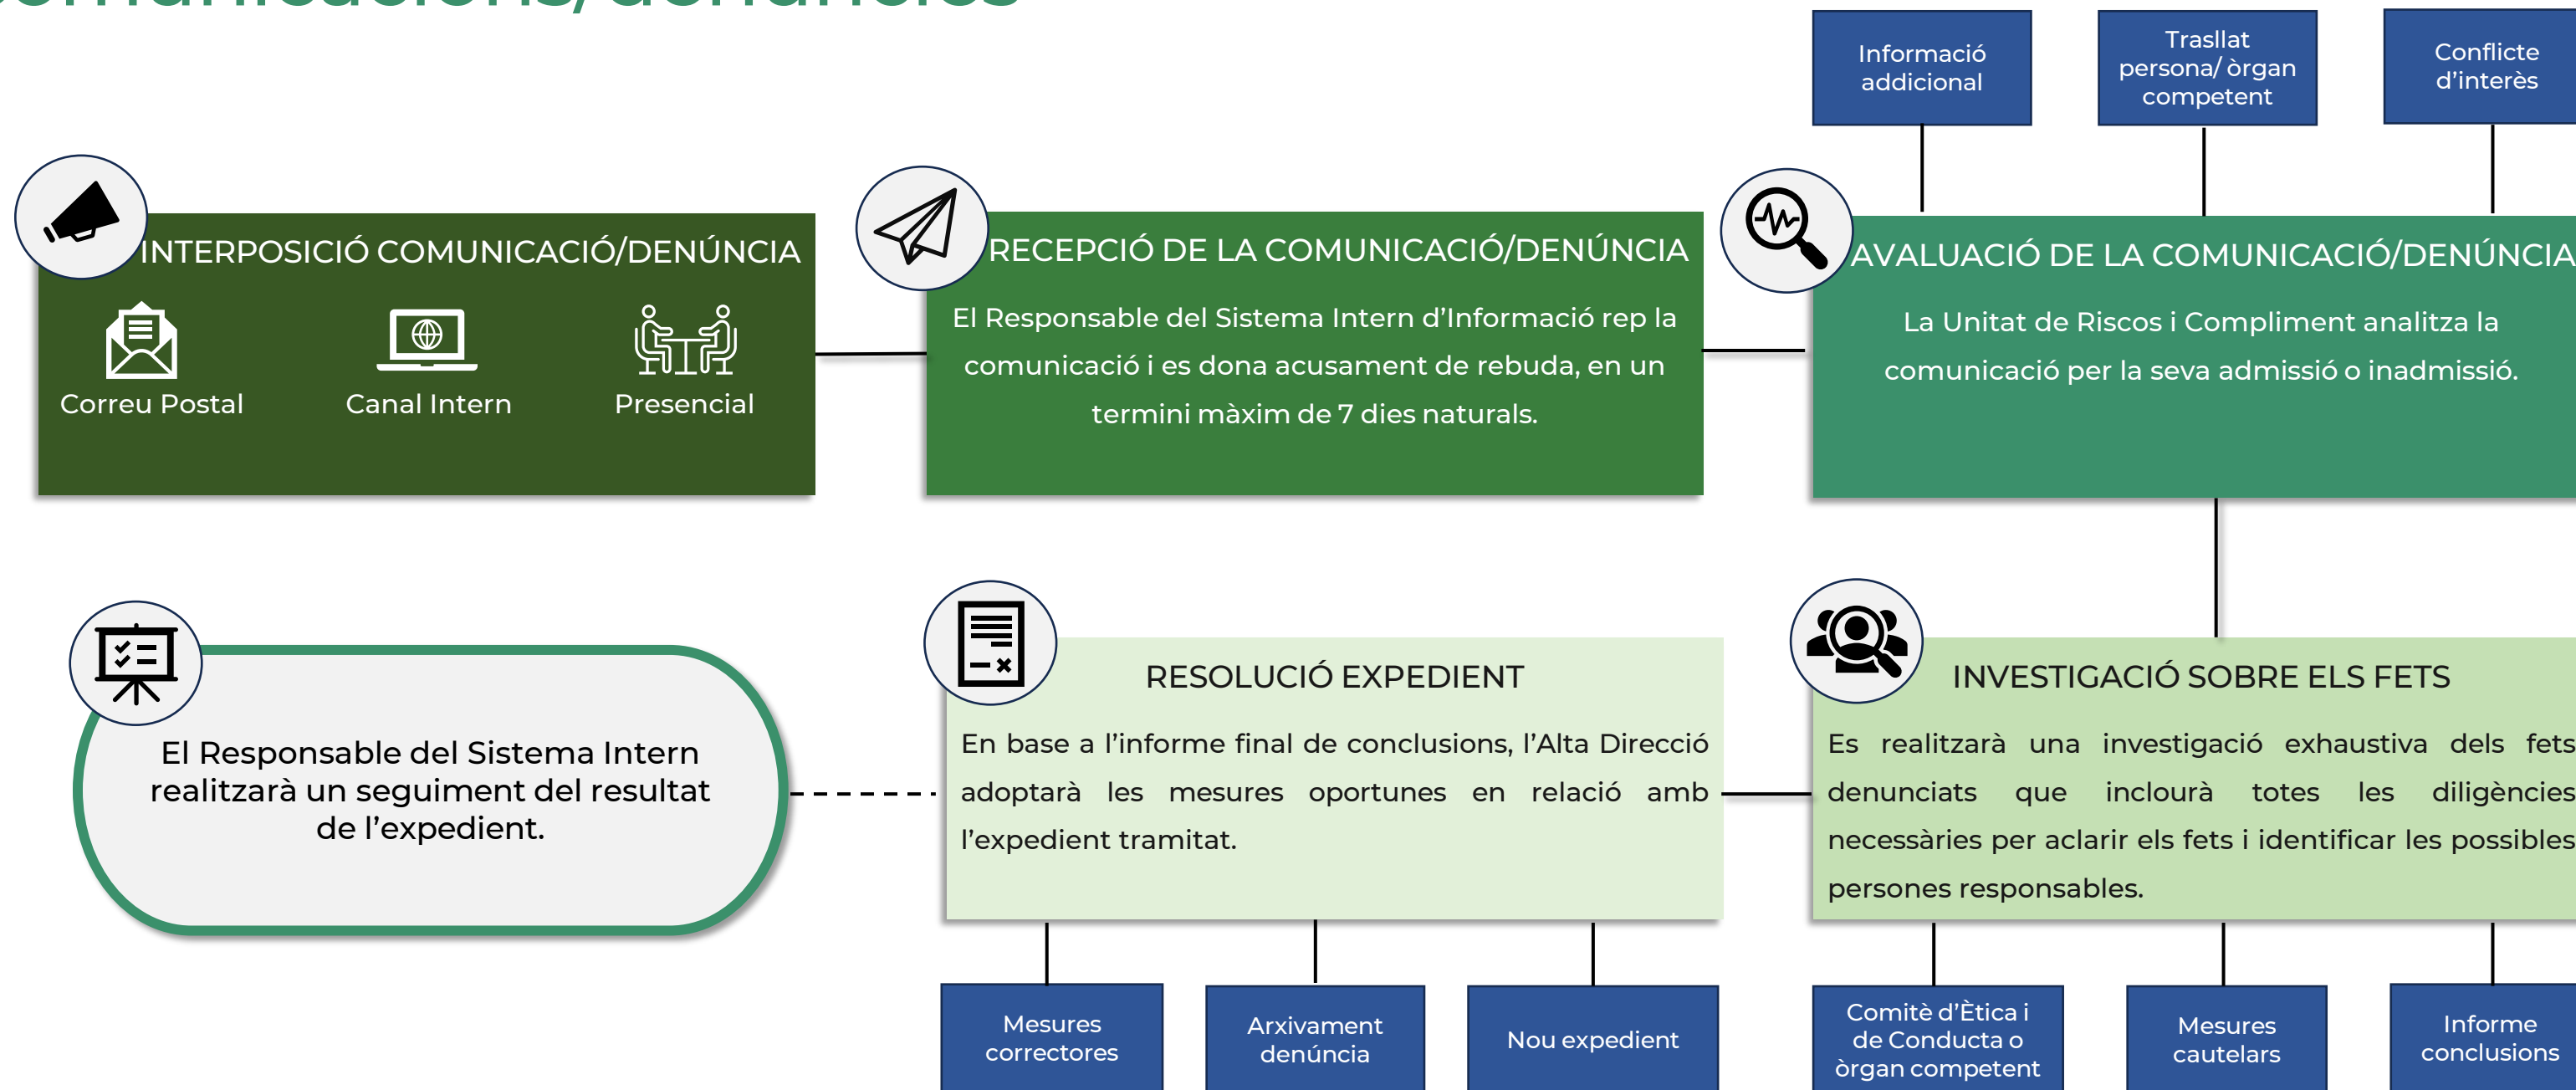 comunicacions/denúncies
Informació
addicional
Trasllat
persona/ òrgan
competent
Conflicte
d’interès
INTERPOSICIÓ COMUNICACIÓ/DENÚNCIA
Correu Postal
Canal Intern
Presencial
RECEPCIÓ DE LA COMUNICACIÓ/DENÚNCIA
El Responsable del Sistema Intern d’Informació rep la
comunicació i es dona acusament de rebuda, en un
termini màxim de 7 dies naturals.
AVALUACIÓ DE LA COMUNICACIÓ/DENÚNCIA
La Unitat de Riscos i Compliment analitza la
comunicació per la seva admissió o inadmissió.
El Responsable del Sistema Intern
realitzarà un seguiment del resultat
de l’expedient.
RESOLUCIÓ EXPEDIENT
En base a l’informe final de conclusions, l’Alta Direcció
adoptarà les mesures oportunes en relació amb
l’expedient tramitat.
INVESTIGACIÓ SOBRE ELS FETS
Es realitzarà una investigació exhaustiva dels fets
denunciats que inclourà totes les diligències
necessàries per aclarir els fets i identificar les possibles
persones responsables.
Mesures
correctores
Arxivament
denúncia
Nou expedient
Comitè d’Ètica i
de Conducta o
òrgan competent
Mesures
cautelars
Informe
conclusions